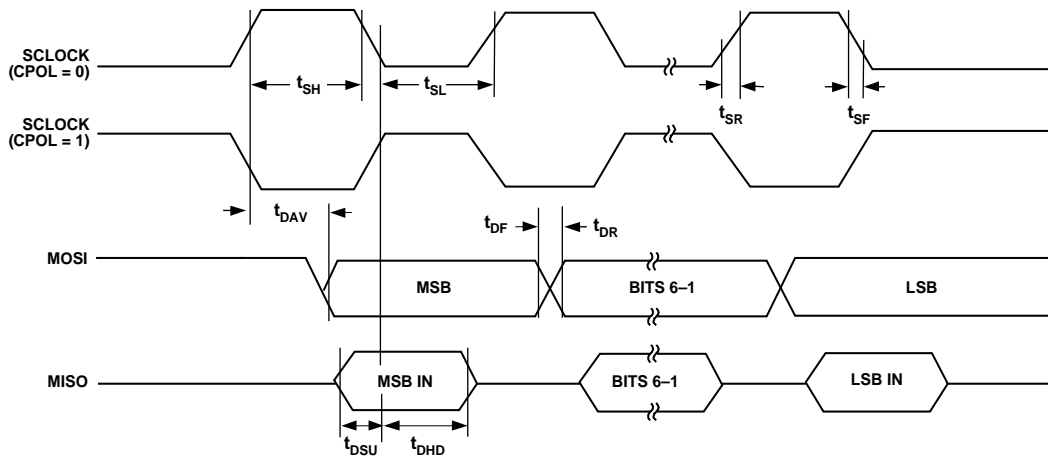 SCLOCK
(CPOL = 0)
tSH
tSL
tSR
tSF
SCLOCK
(CPOL = 1)
tDAV
tDF
tDR
MOSI
MSB
BITS 6–1
LSB
MISO
MSB IN
BITS 6–1
LSB IN
tDSU
tDHD